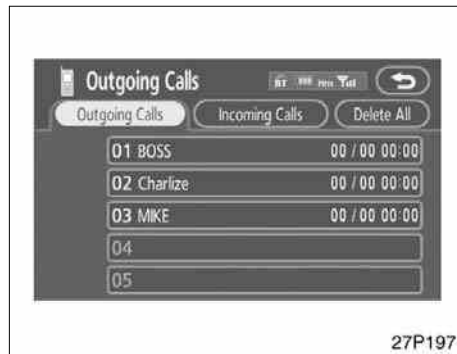 Outgoing Calls BT
Outgoing Calls Incoming Calls Delete All
01 BOSS 00 / 00 00:00
02 Charlize 00 / 00 00:00
03 MIKE 00 / 00 00:00
04
05
27P197